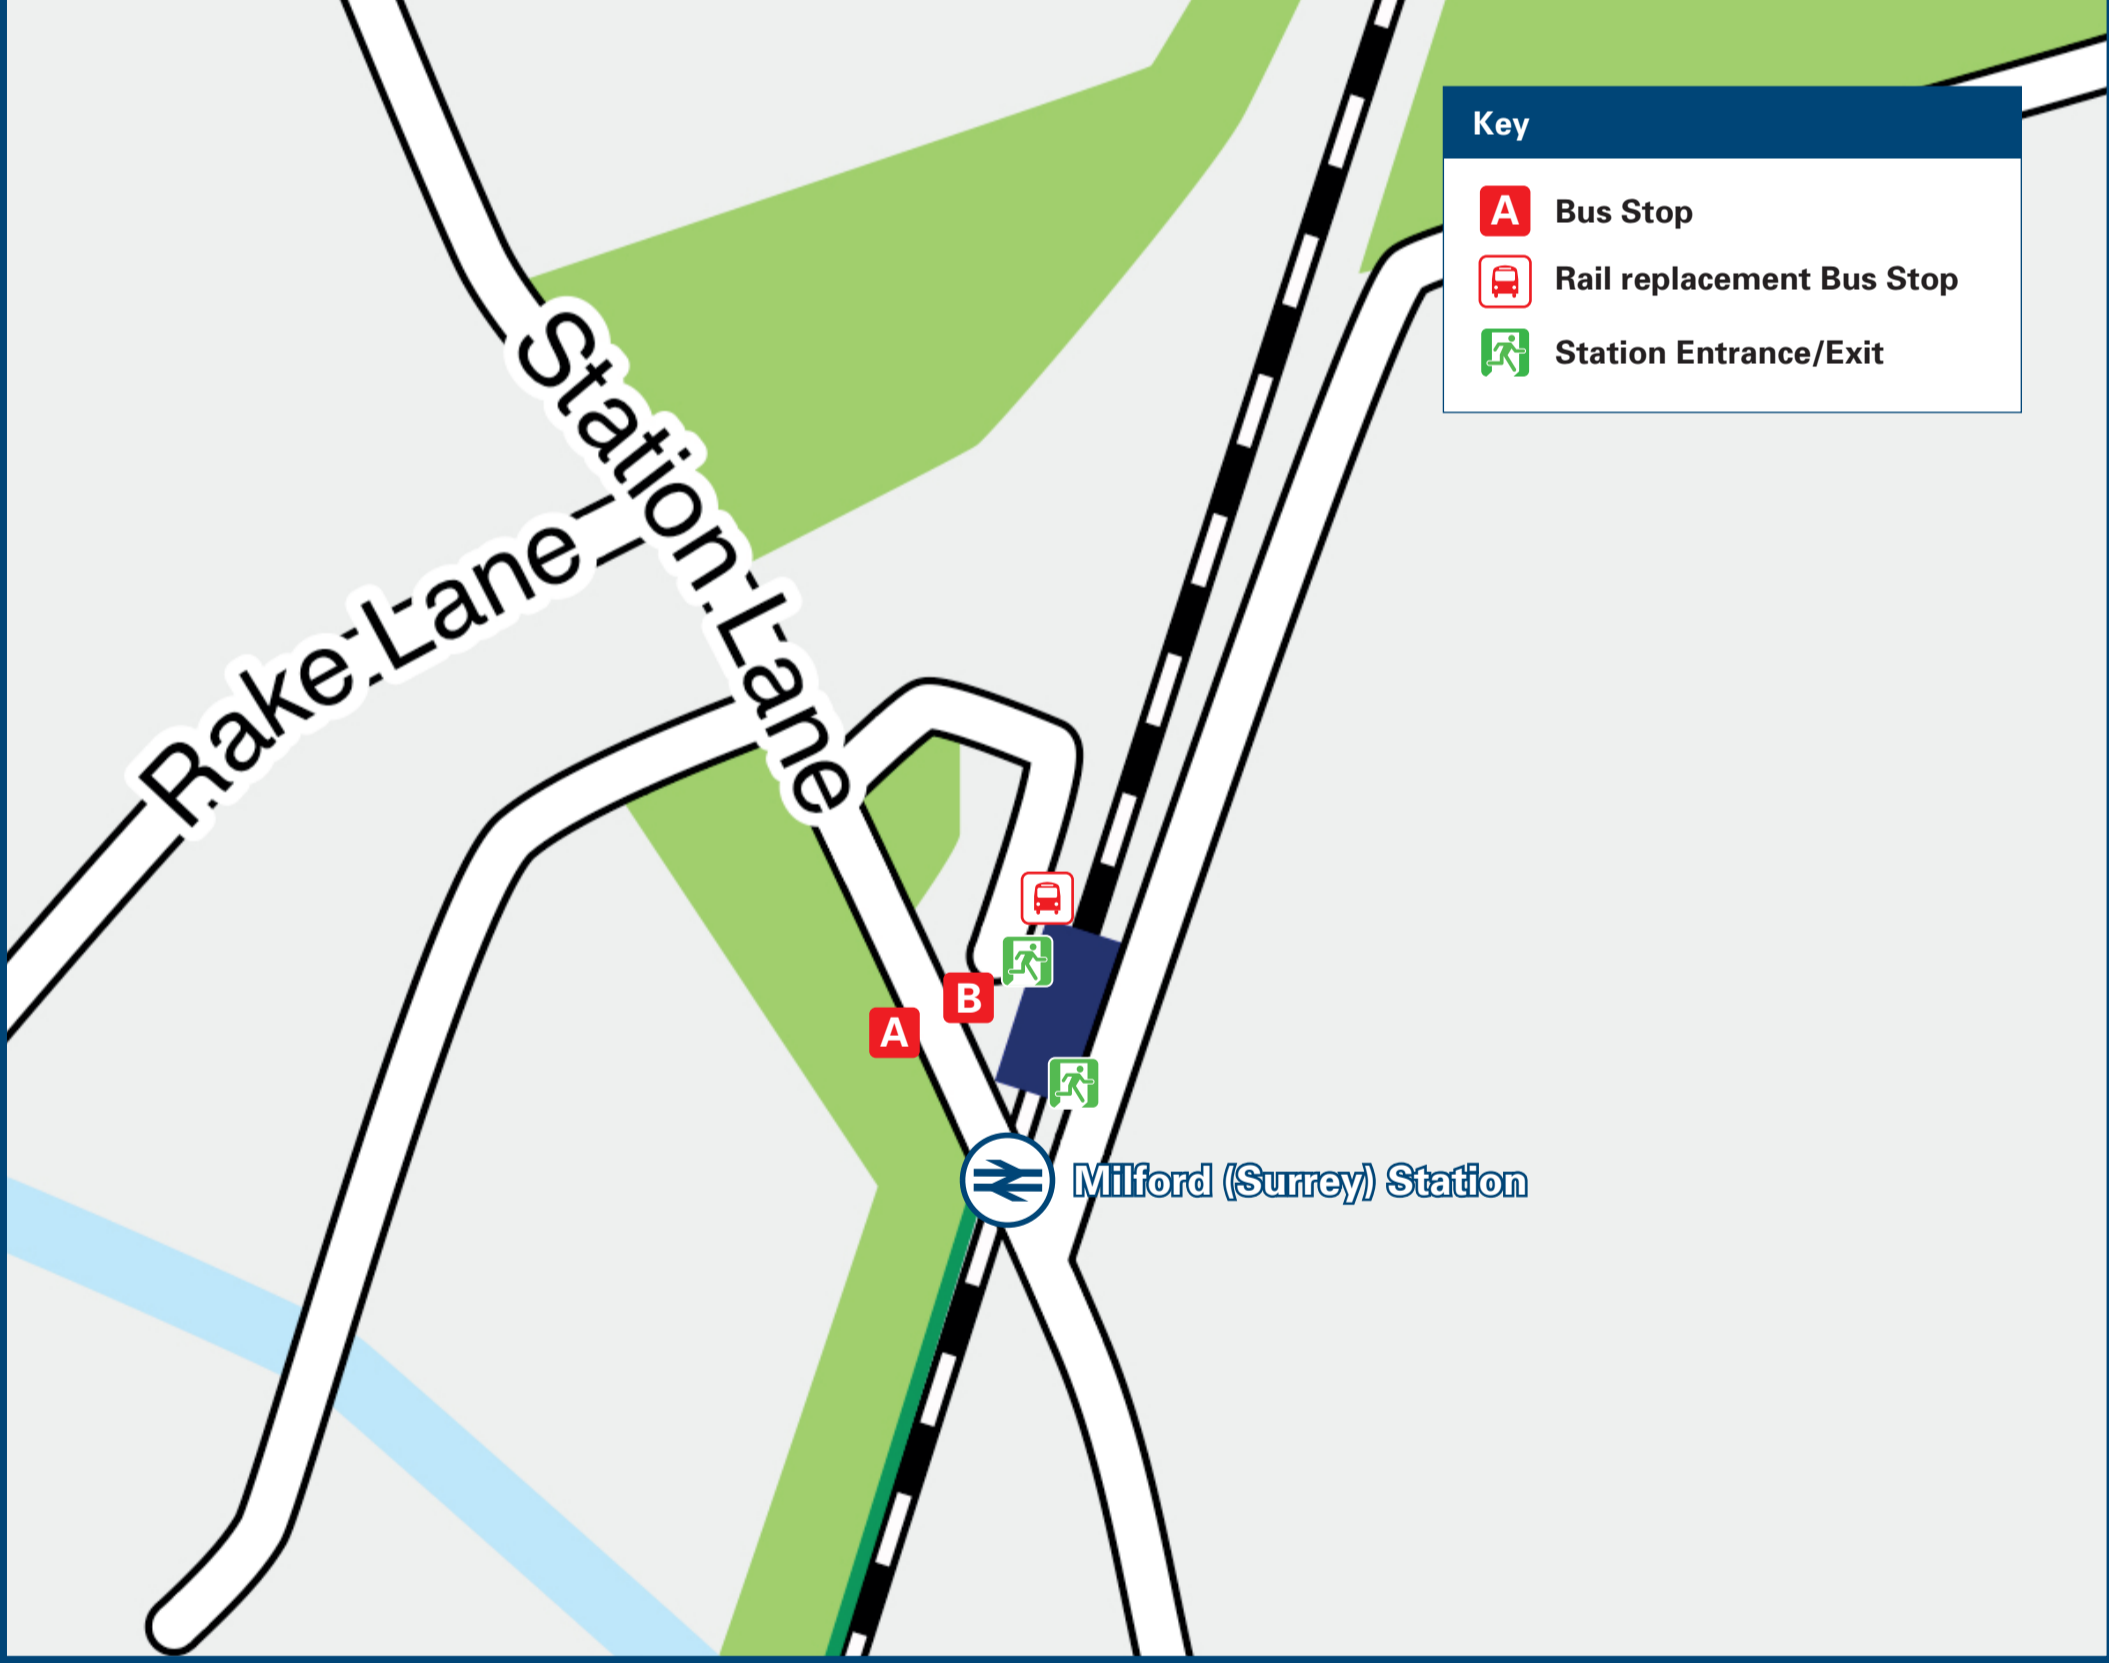 Key
A Bus Stop
Rail replacement Bus Stop
Station Entrance/Exit
Station Lane
Rake Lane
B
A
Milford (Surrey) Station